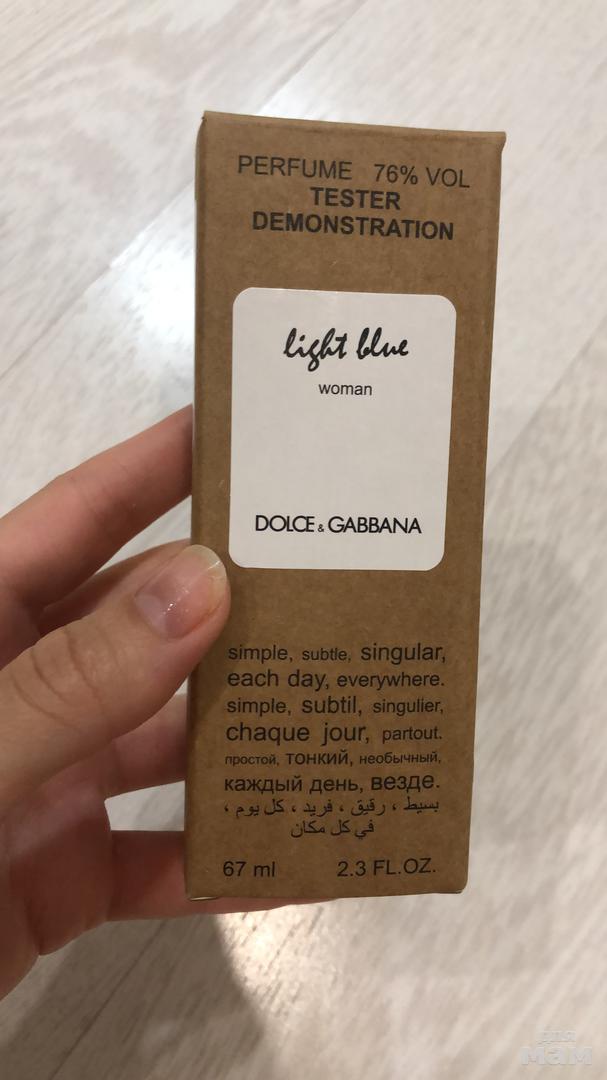 PERFUME 76% VOL
TESTER
DEMONSTRATION
light blue
woman
DOLCE & GABBANA
simple, subtle, singular,
each day, everywhere.
simple, subtil, singulier,
chaque jour, partout.
простой, тонкий, необычный,
каждый день, везде.
بسيط ، رقيق ، فريد ، كل يوم ،
في كل مكان
67 ml 2.3 FL.OZ.
для
мам